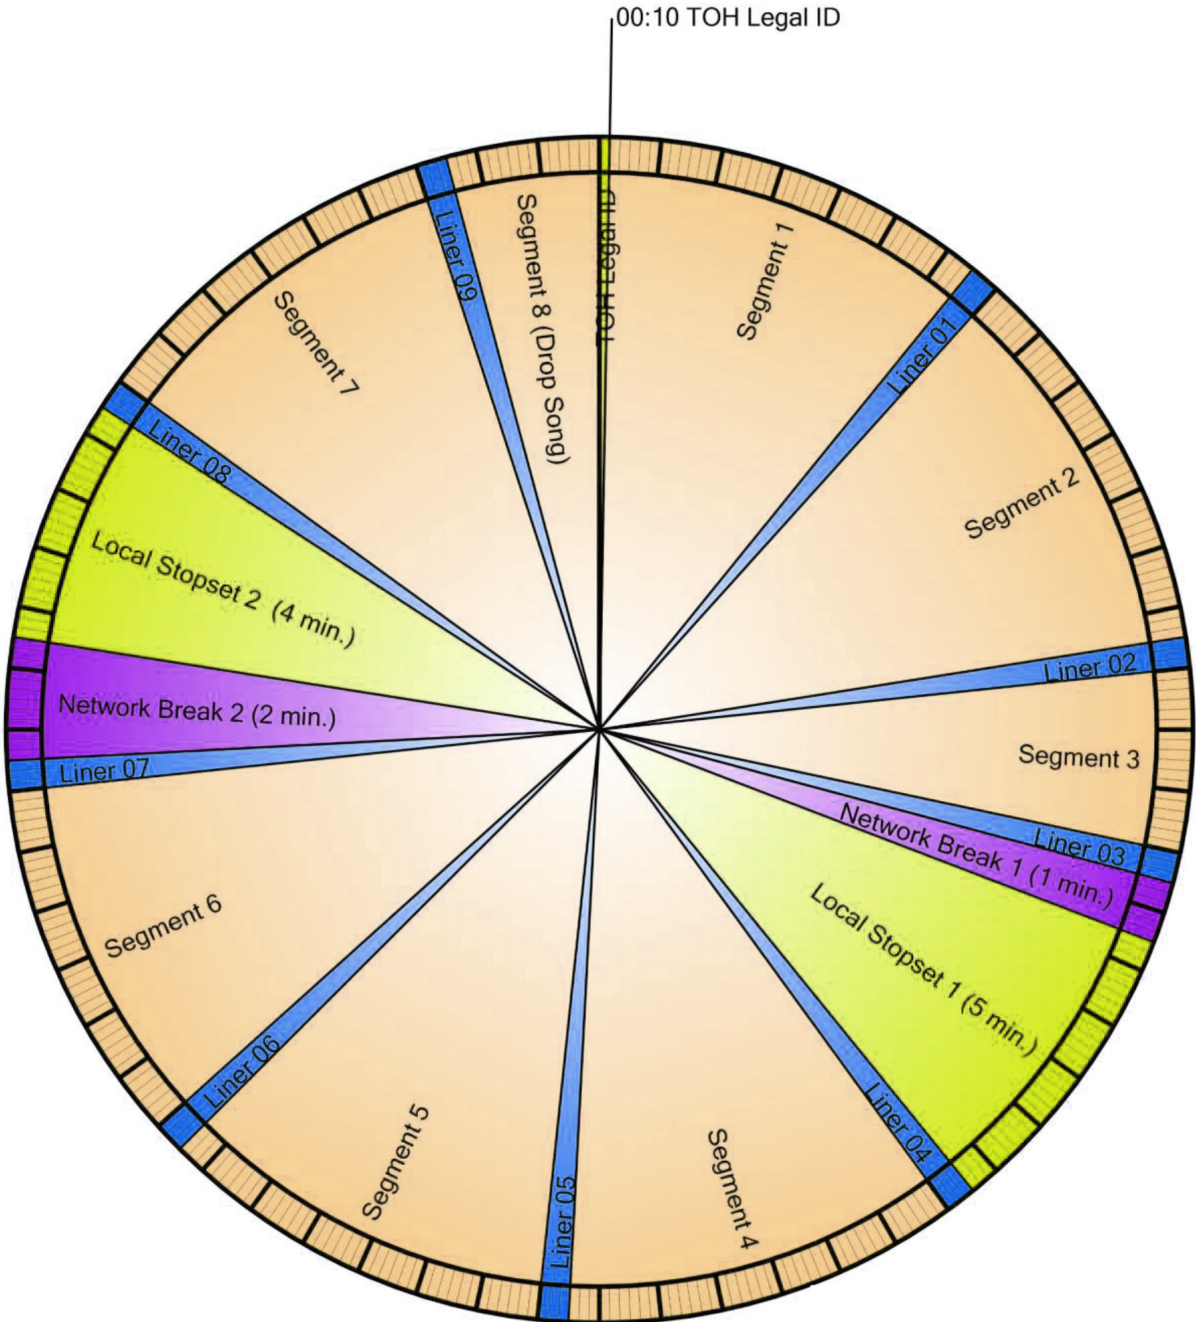 00:10 TOH Legal ID
TOH Legal ID
Segment 1
Liner 01
Segment 2
Liner 02
Segment 3
Liner 03
Network Break 1 (1 min.)
Local Stopset 1 (5 min.)
Liner 04
Segment 4
Liner 05
Segment 5
Liner 06
Segment 6
Liner 07
Network Break 2 (2 min.)
Local Stopset 2 (4 min.)
Liner 08
Segment 7
Liner 09
Segment 8 (Drop Song)